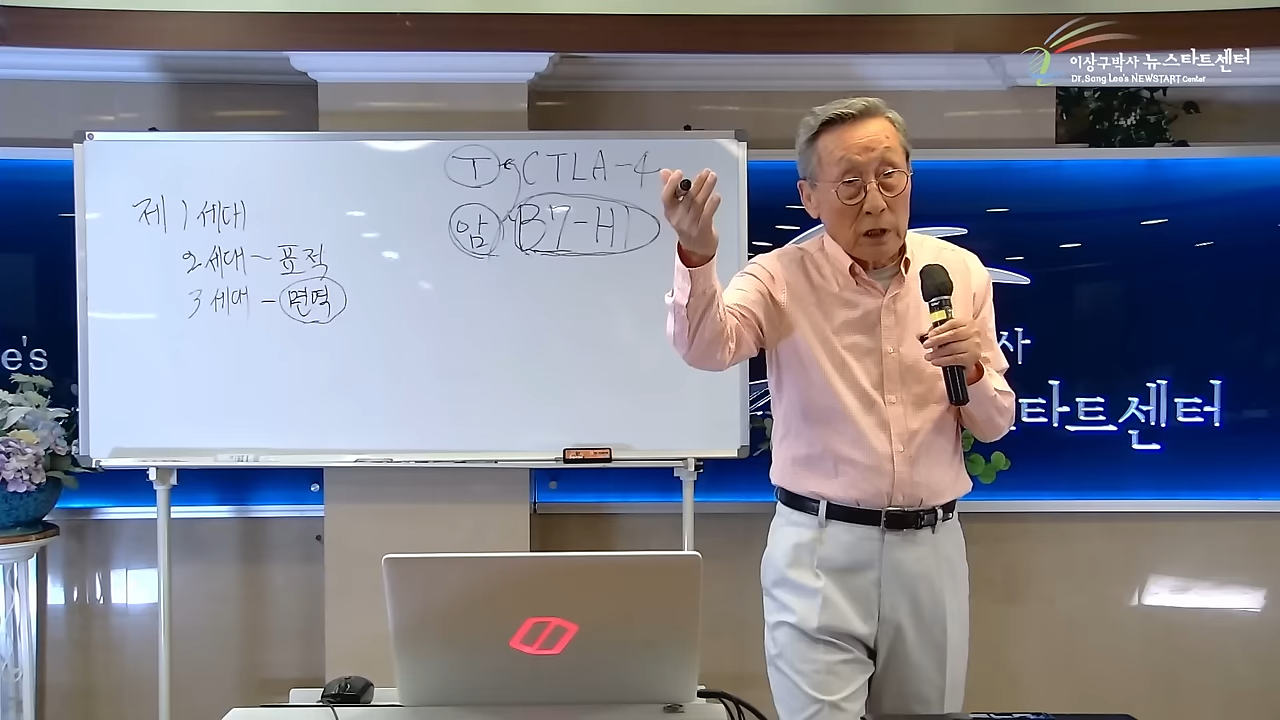 이상구박사 뉴스타트센터
Dr. Sang Lee's NEWSTART Center
T CTLA-4
암 B7-H1
제 1세대
2세대 - 표적
3세대 - 면역
e's
사
타트센터